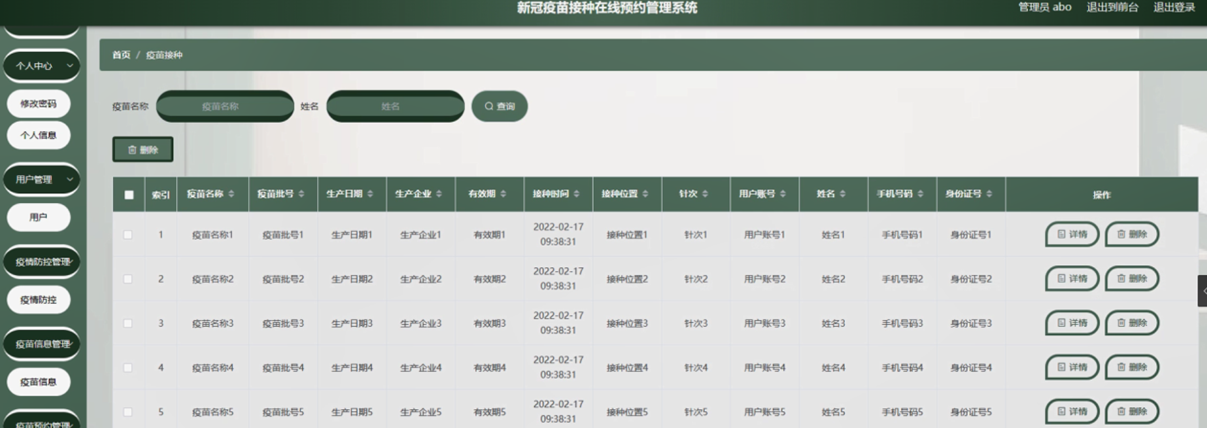 新冠疫苗接种在线预约管理系统
管理员 abo 退出到前台 退出登录
个人中心
修改密码
个人信息
用户管理
用户
疫情防控管理
疫情防控
疫苗信息管理
疫苗信息
疫苗预约管理
首页 / 疫苗接种
疫苗名称 疫苗名称 姓名 姓名 查询
删除
索引 疫苗名称 疫苗批号 生产日期 生产企业 有效期 接种时间 接种位置 针次 用户账号 姓名 手机号码 身份证号 操作
1 疫苗名称1 疫苗批号1 生产日期1 生产企业1 有效期1 2022-02-17 09:38:31 接种位置1 针次1 用户账号1 姓名1 手机号码1 身份证号1 详情 删除
2 疫苗名称2 疫苗批号2 生产日期2 生产企业2 有效期2 2022-02-17 09:38:31 接种位置2 针次2 用户账号2 姓名2 手机号码2 身份证号2 详情 删除
3 疫苗名称3 疫苗批号3 生产日期3 生产企业3 有效期3 2022-02-17 09:38:31 接种位置3 针次3 用户账号3 姓名3 手机号码3 身份证号3 详情 删除
4 疫苗名称4 疫苗批号4 生产日期4 生产企业4 有效期4 2022-02-17 09:38:31 接种位置4 针次4 用户账号4 姓名4 手机号码4 身份证号4 详情 删除
5 疫苗名称5 疫苗批号5 生产日期5 生产企业5 有效期5 2022-02-17 09:38:31 接种位置5 针次5 用户账号5 姓名5 手机号码5 身份证号5 详情 删除